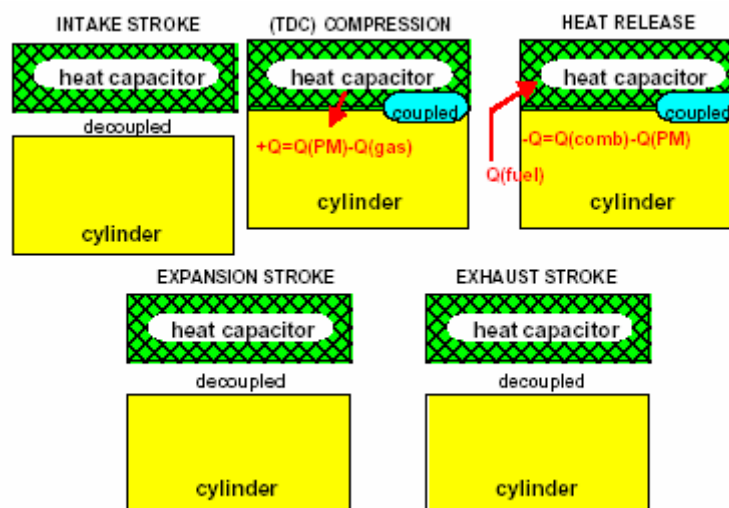 INTAKE STROKE
heat capacitor
decoupled
cylinder
(TDC) COMPRESSION
heat capacitor
coupled
+Q=Q(PM)-Q(gas)
cylinder
HEAT RELEASE
heat capacitor
coupled
-Q=Q(comb)-Q(PM)
Q(fuel)
cylinder
EXPANSION STROKE
heat capacitor
decoupled
cylinder
EXHAUST STROKE
heat capacitor
decoupled
cylinder